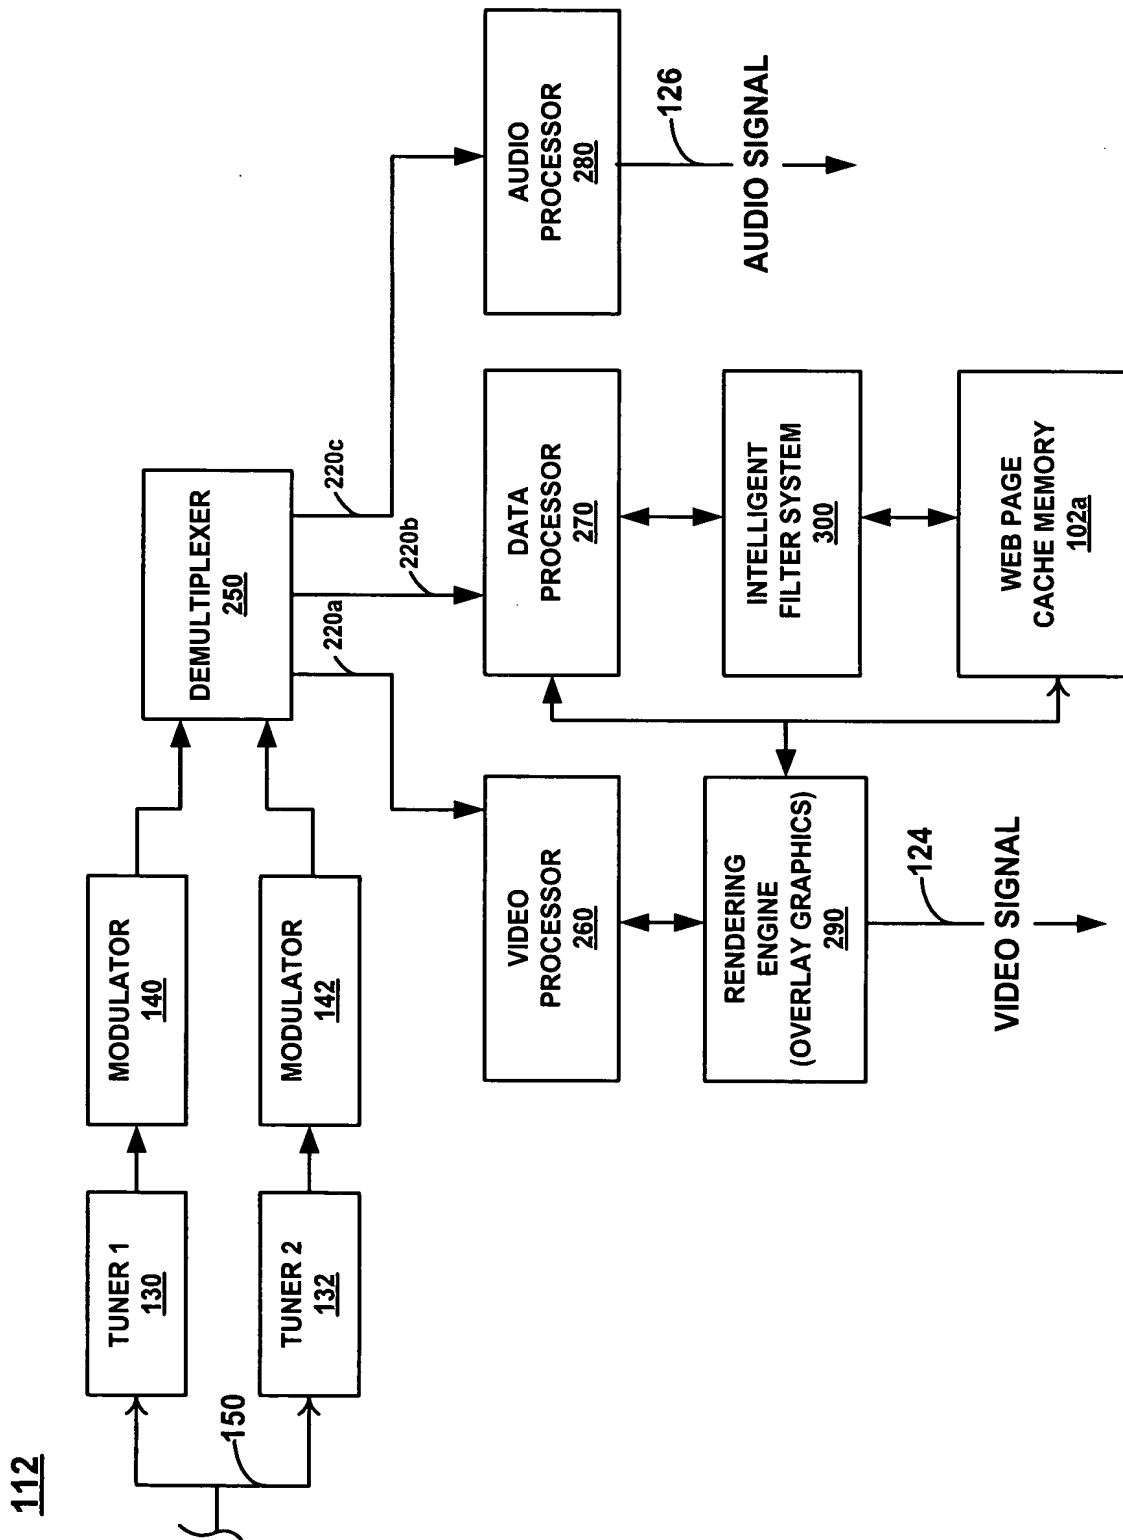 112
150
TUNER 1
130
TUNER 2
132
MODULATOR
140
MODULATOR
142
DEMULTIPLEXER
250
220a
220b
220c
VIDEO
PROCESSOR
260
DATA
PROCESSOR
270
AUDIO
PROCESSOR
280
RENDERING
ENGINE
(OVERLAY GRAPHICS)
290
INTELLIGENT
FILTER SYSTEM
300
WEB PAGE
CACHE MEMORY
102a
124
VIDEO SIGNAL
126
AUDIO SIGNAL